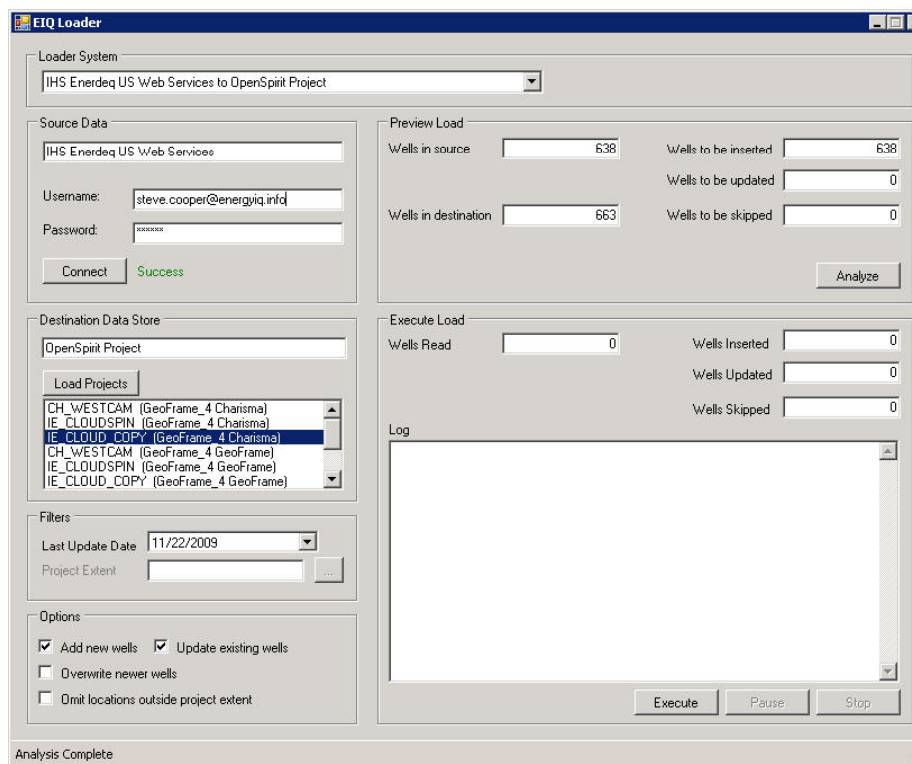 EIQ Loader
Loader System
IHS Enerdeq US Web Services to OpenSpirit Project
Source Data
IHS Enerdeq US Web Services
Username: steve.cooper@energyiq.info
Password: xxxxxx
Connect Success
Destination Data Store
OpenSpirit Project
Load Projects
CH_WESTCAM (GeoFrame_4 Charisma)
IE_CLOUDSPIN (GeoFrame_4 Charisma)
IE_CLOUD_COPY (GeoFrame_4 Charisma)
CH_WESTCAM (GeoFrame_4 GeoFrame)
IE_CLOUDSPIN (GeoFrame_4 GeoFrame)
IE_CLOUD_COPY (GeoFrame_4 GeoFrame)
Filters
Last Update Date 11/22/2009
Project Extent ...
Options
Add new wells Update existing wells
Overwrite newer wells
Omit locations outside project extent
Preview Load
Wells in source 638 Wells to be inserted 638
Wells to be updated 0
Wells in destination 663 Wells to be skipped 0
Analyze
Execute Load
Wells Read 0 Wells Inserted 0
Wells Updated 0
Wells Skipped 0
Log
Execute Pause Stop
Analysis Complete